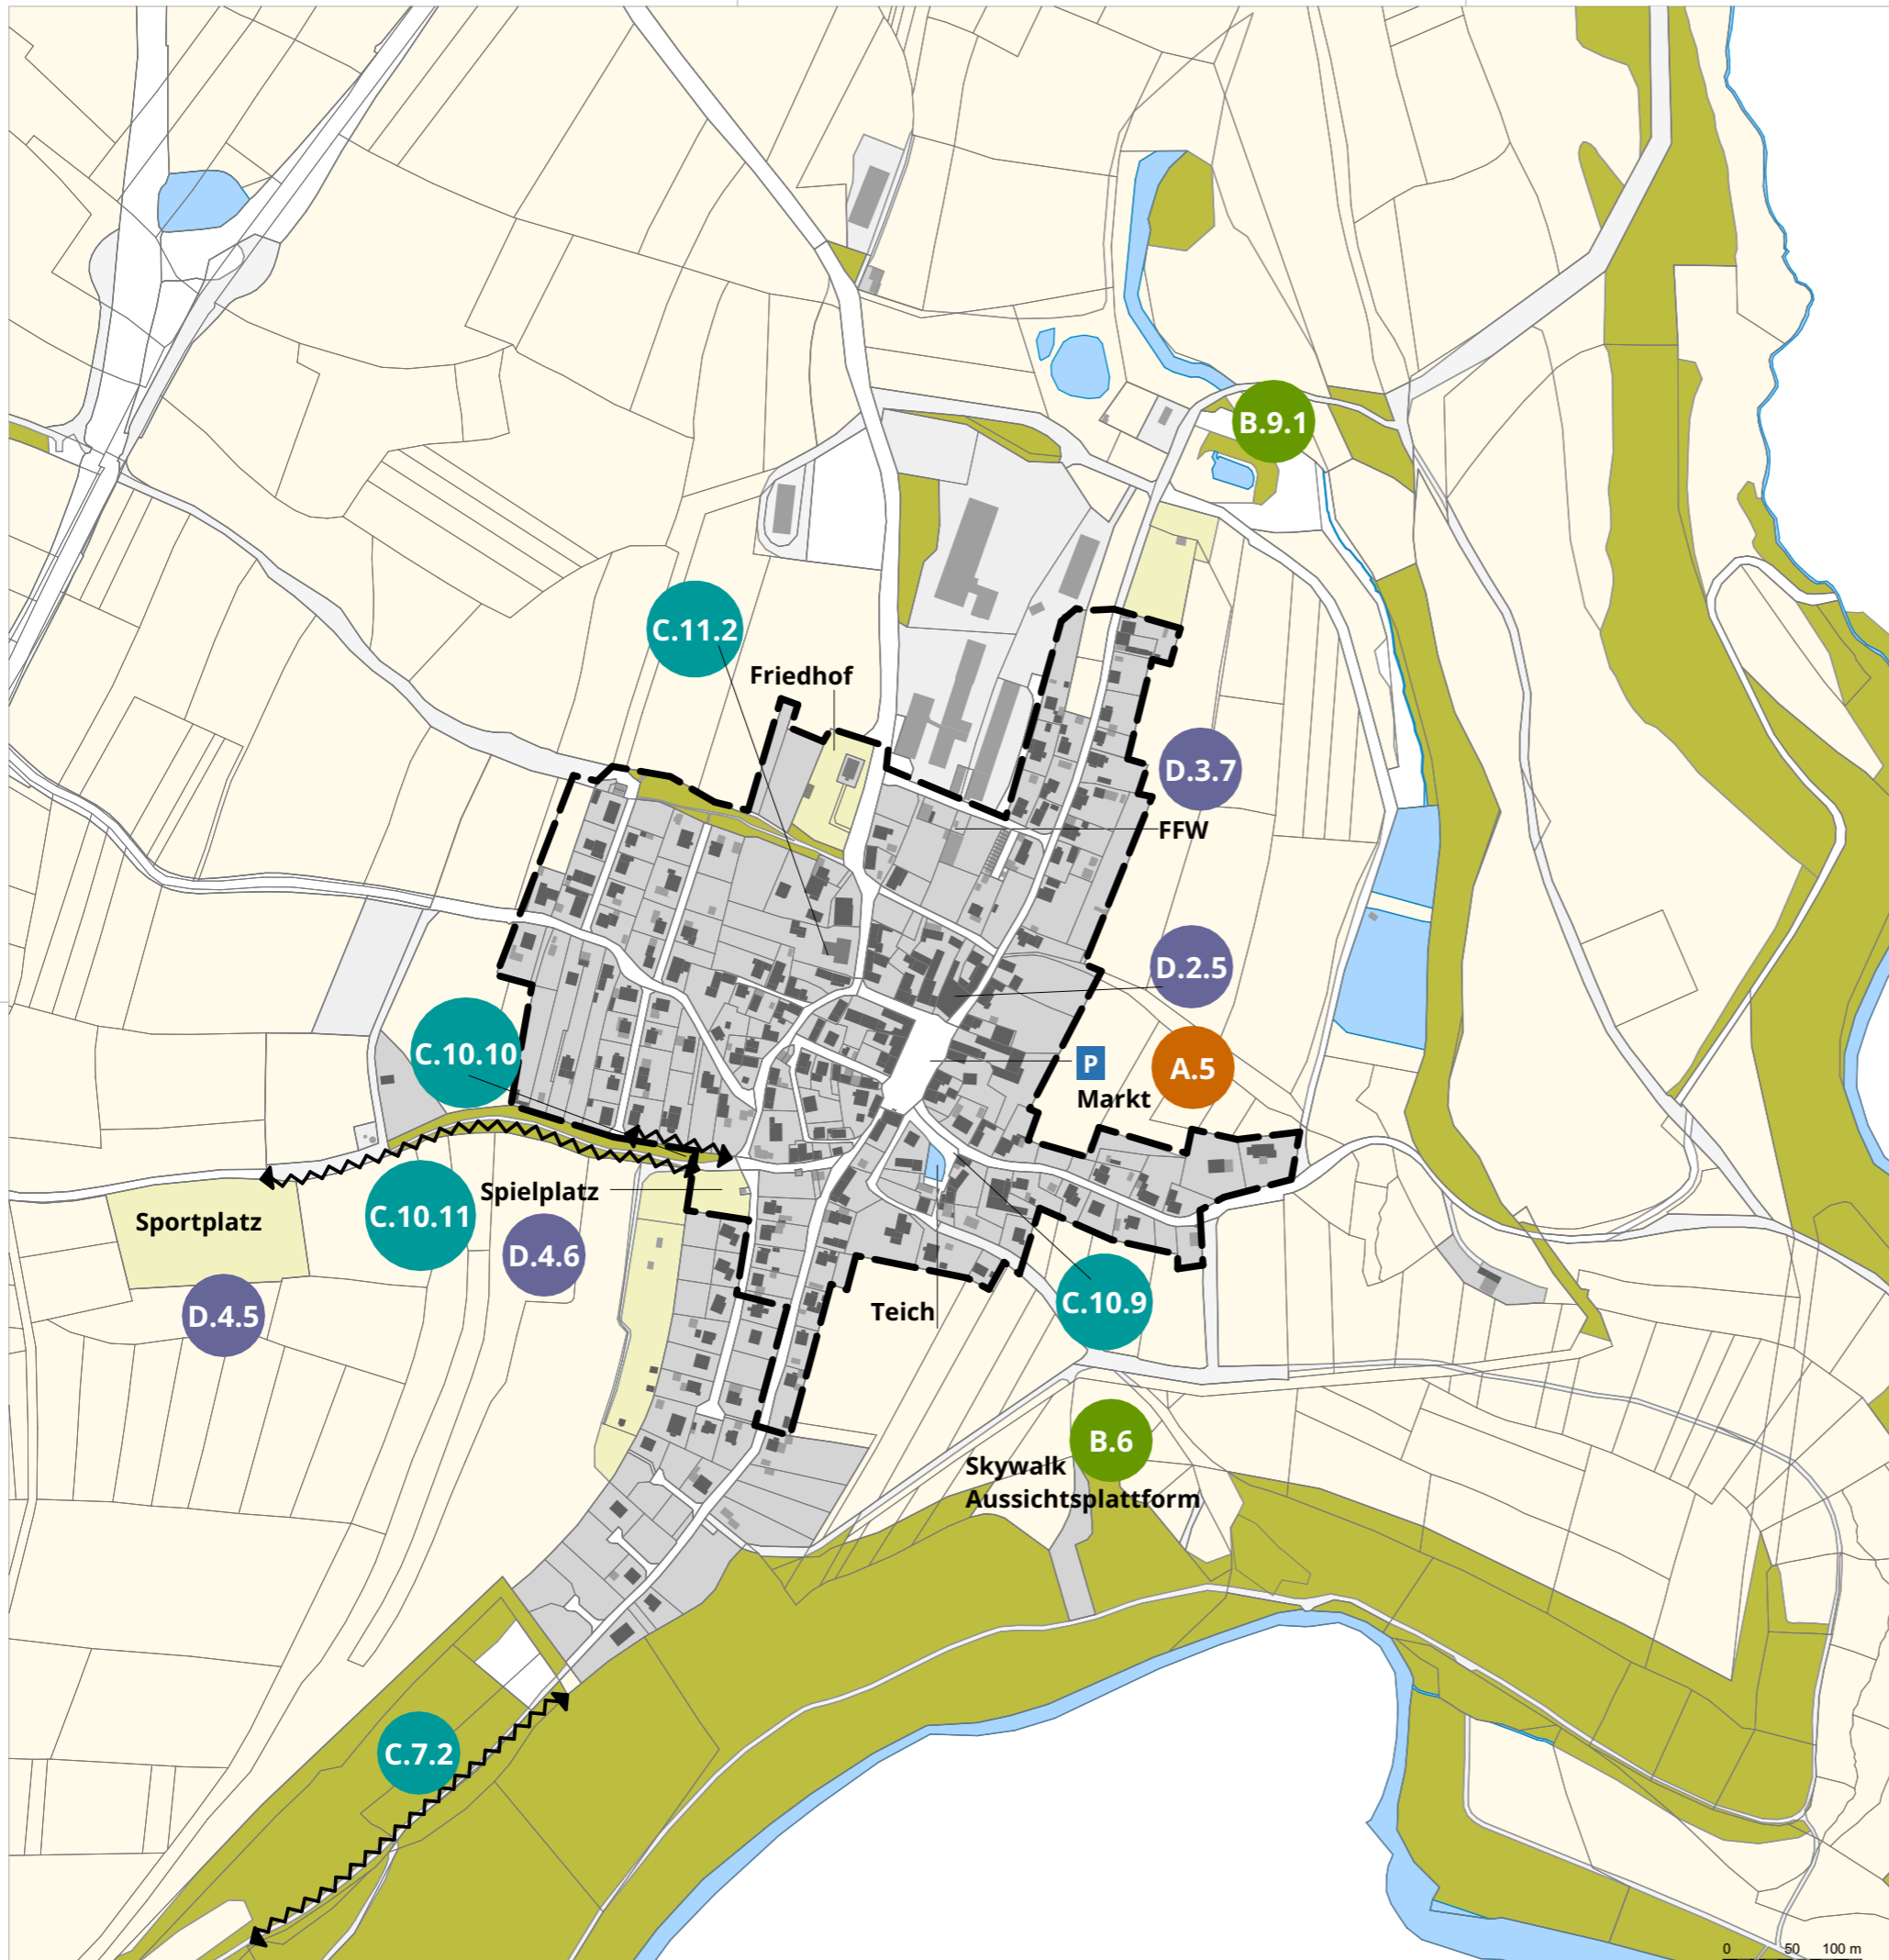 B.9.1
C.11.2
Friedhof
D.3.7
FFW
D.2.5
C.10.10
P
A.5
Markt
Spielplatz
C.10.11
Sportplatz
D.4.6
D.4.5
Teich
C.10.9
B.6
Skywalk
Aussichtsplattform
C.7.2
0 50 100 m